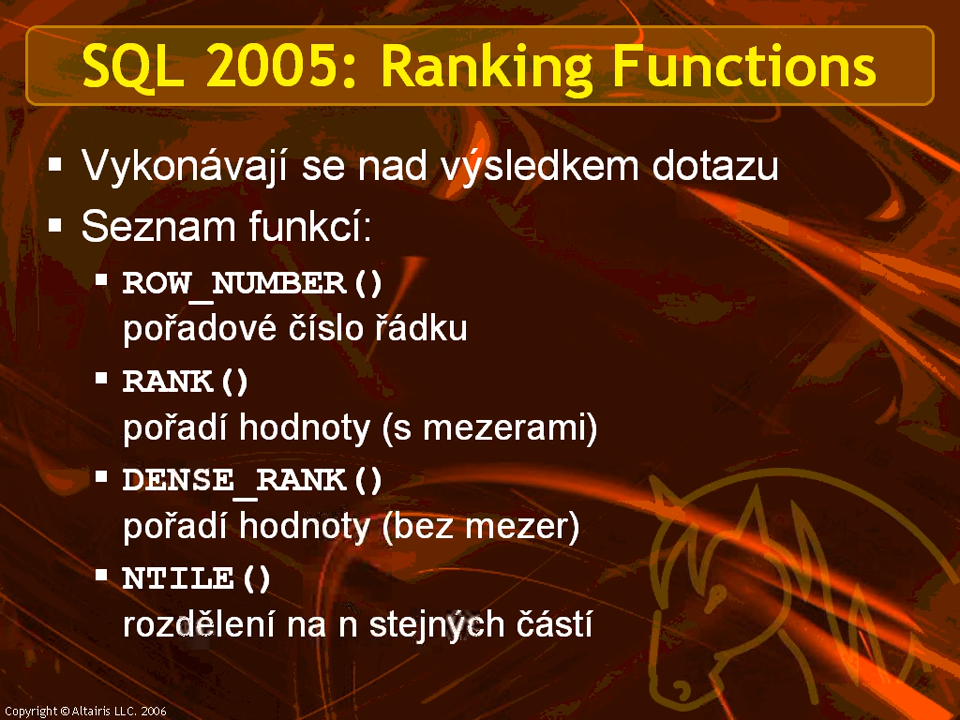 SQL 2005: Ranking Functions
▪ Vykonávají se nad výsledkem dotazu
▪ Seznam funkcí:
▪ ROW_NUMBER()
pořadové číslo řádku
▪ RANK()
pořadí hodnoty (s mezerami)
▪ DENSE_RANK()
pořadí hodnoty (bez mezer)
▪ NTILE()
rozdělení na n stejných částí
Copyright © Altairis LLC. 2006